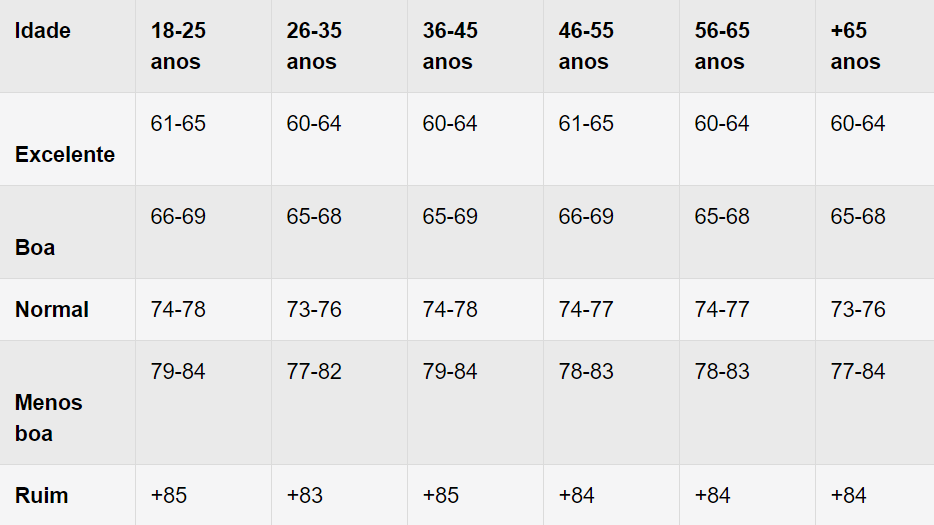 Idade 18-25 anos 26-35 anos 36-45 anos 46-55 anos 56-65 anos +65 anos
Excelente 61-65 60-64 60-64 61-65 60-64 60-64
Boa 66-69 65-68 65-69 66-69 65-68 65-68
Normal 74-78 73-76 74-78 74-77 74-77 73-76
Menos boa 79-84 77-82 79-84 78-83 78-83 77-84
Ruim +85 +83 +85 +84 +84 +84